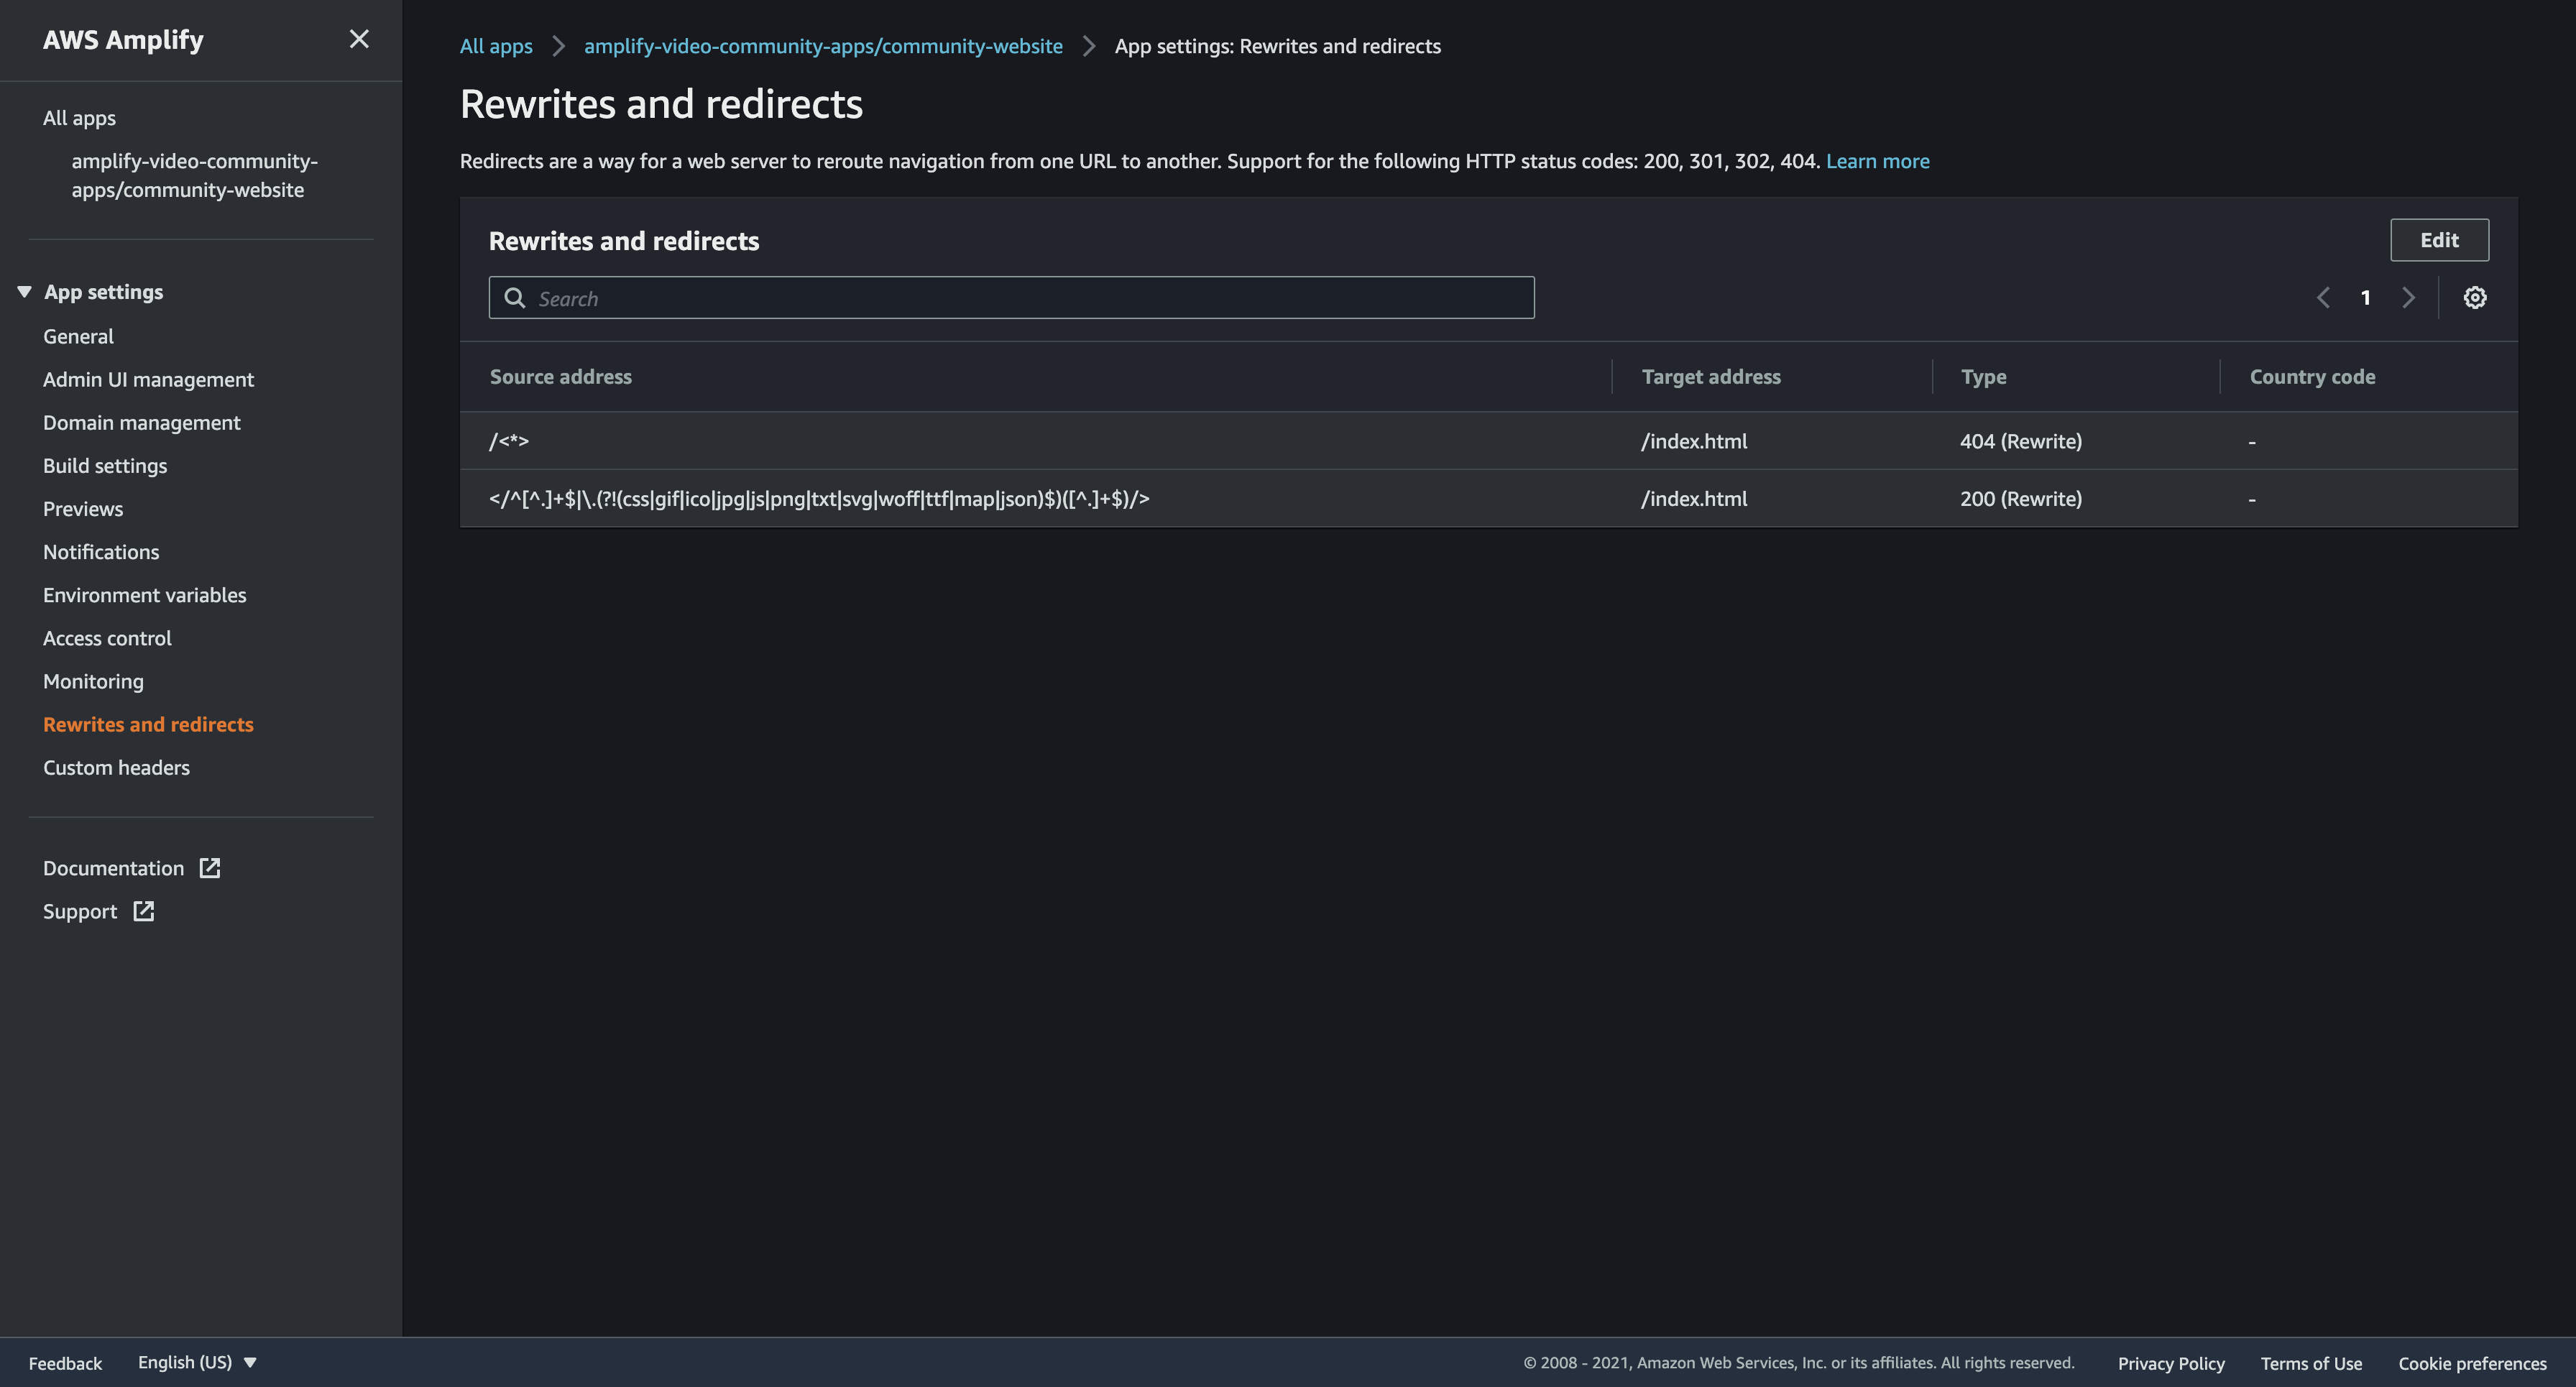 AWS Amplify
All apps
amplify-video-community-
apps/community-website
App settings
General
Admin UI management
Domain management
Build settings
Previews
Notifications
Environment variables
Access control
Monitoring
Rewrites and redirects
Custom headers
Documentation
Support
All apps
amplify-video-community-apps/community-website
App settings: Rewrites and redirects
Rewrites and redirects
Redirects are a way for a web server to reroute navigation from one URL to another. Support for the following HTTP status codes: 200, 301, 302, 404. Learn more
Rewrites and redirects
Edit
Search
1
Source address Target address Type Country code
/<*> /index.html 404 (Rewrite) -
</^[^.]+$|\.(?!(css|gif|ico|jpg|js|png|txt|svg|woff|ttf|map|json)$)([^.]+$)/> /index.html 200 (Rewrite) -
Feedback English (US) © 2008 - 2021, Amazon Web Services, Inc. or its affiliates. All rights reserved. Privacy Policy Terms of Use Cookie preferences